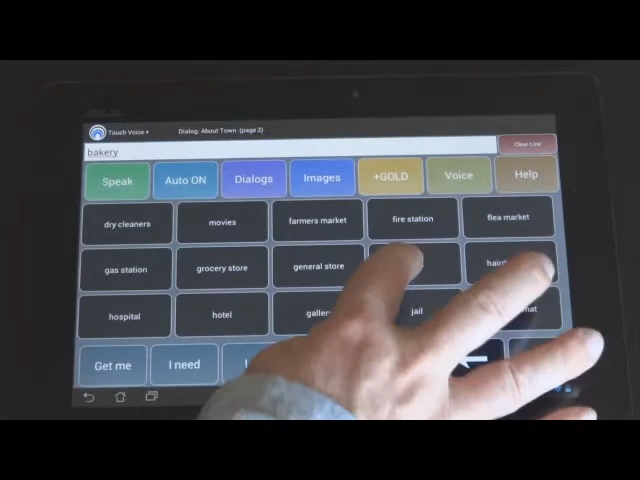 Touch Voice + Dialog: About Town: (page 2)
bakery Clear Line
Speak Auto ON Dialogs Images +GOLD Voice Help
dry cleaners movies farmers market fire station flea market
gas station grocery store general store
hospital hotel gallery jail
Get me I need